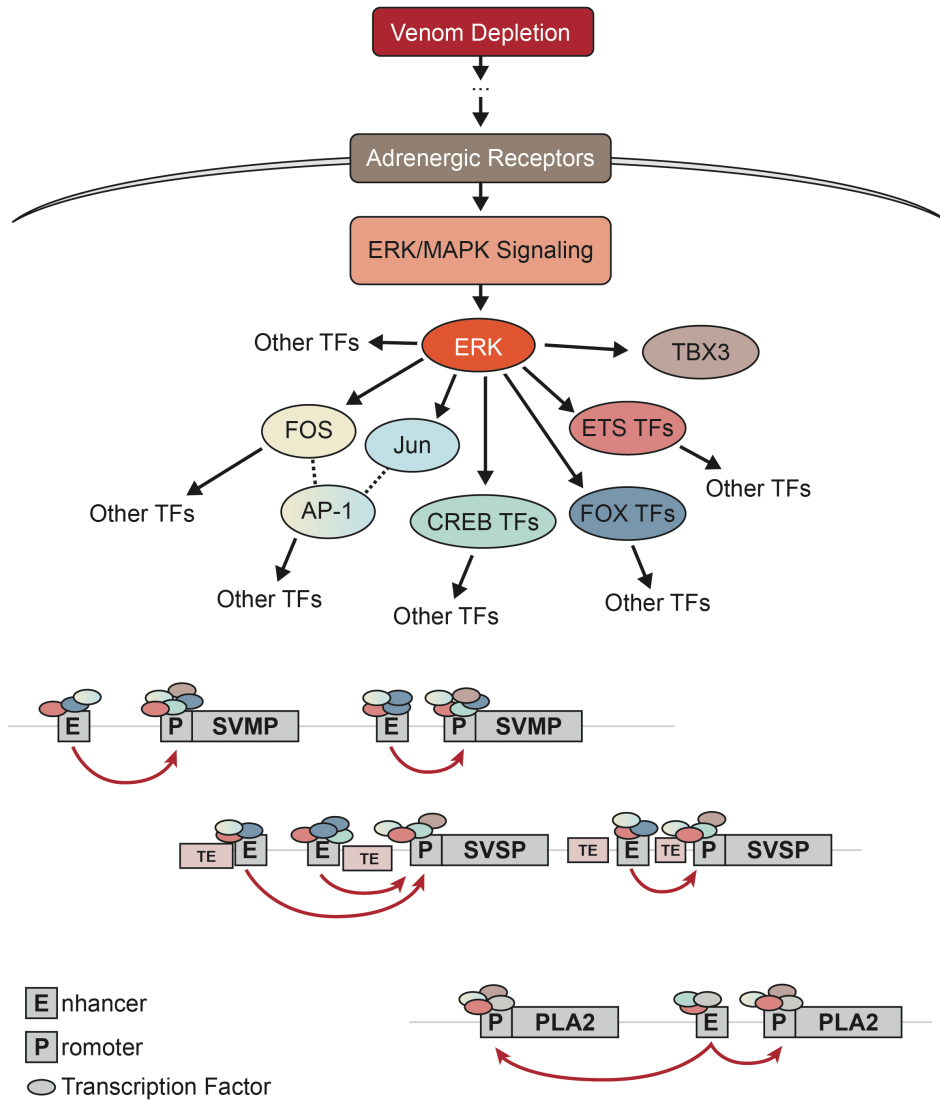 Venom Depletion
...
Adrenergic Receptors
ERK/MAPK Signaling
Other TFs
ERK
TBX3
FOS
Jun
ETS TFs
Other TFs
Other TFs
AP-1
CREB TFs
FOX TFs
Other TFs
Other TFs
Other TFs
E
P
SVMP
E
P
SVMP
TE
E
E
TE
P
SVSP
TE
E
TE
P
SVSP
P
PLA2
E
P
PLA2
E nhancer
P romoter
Transcription Factor